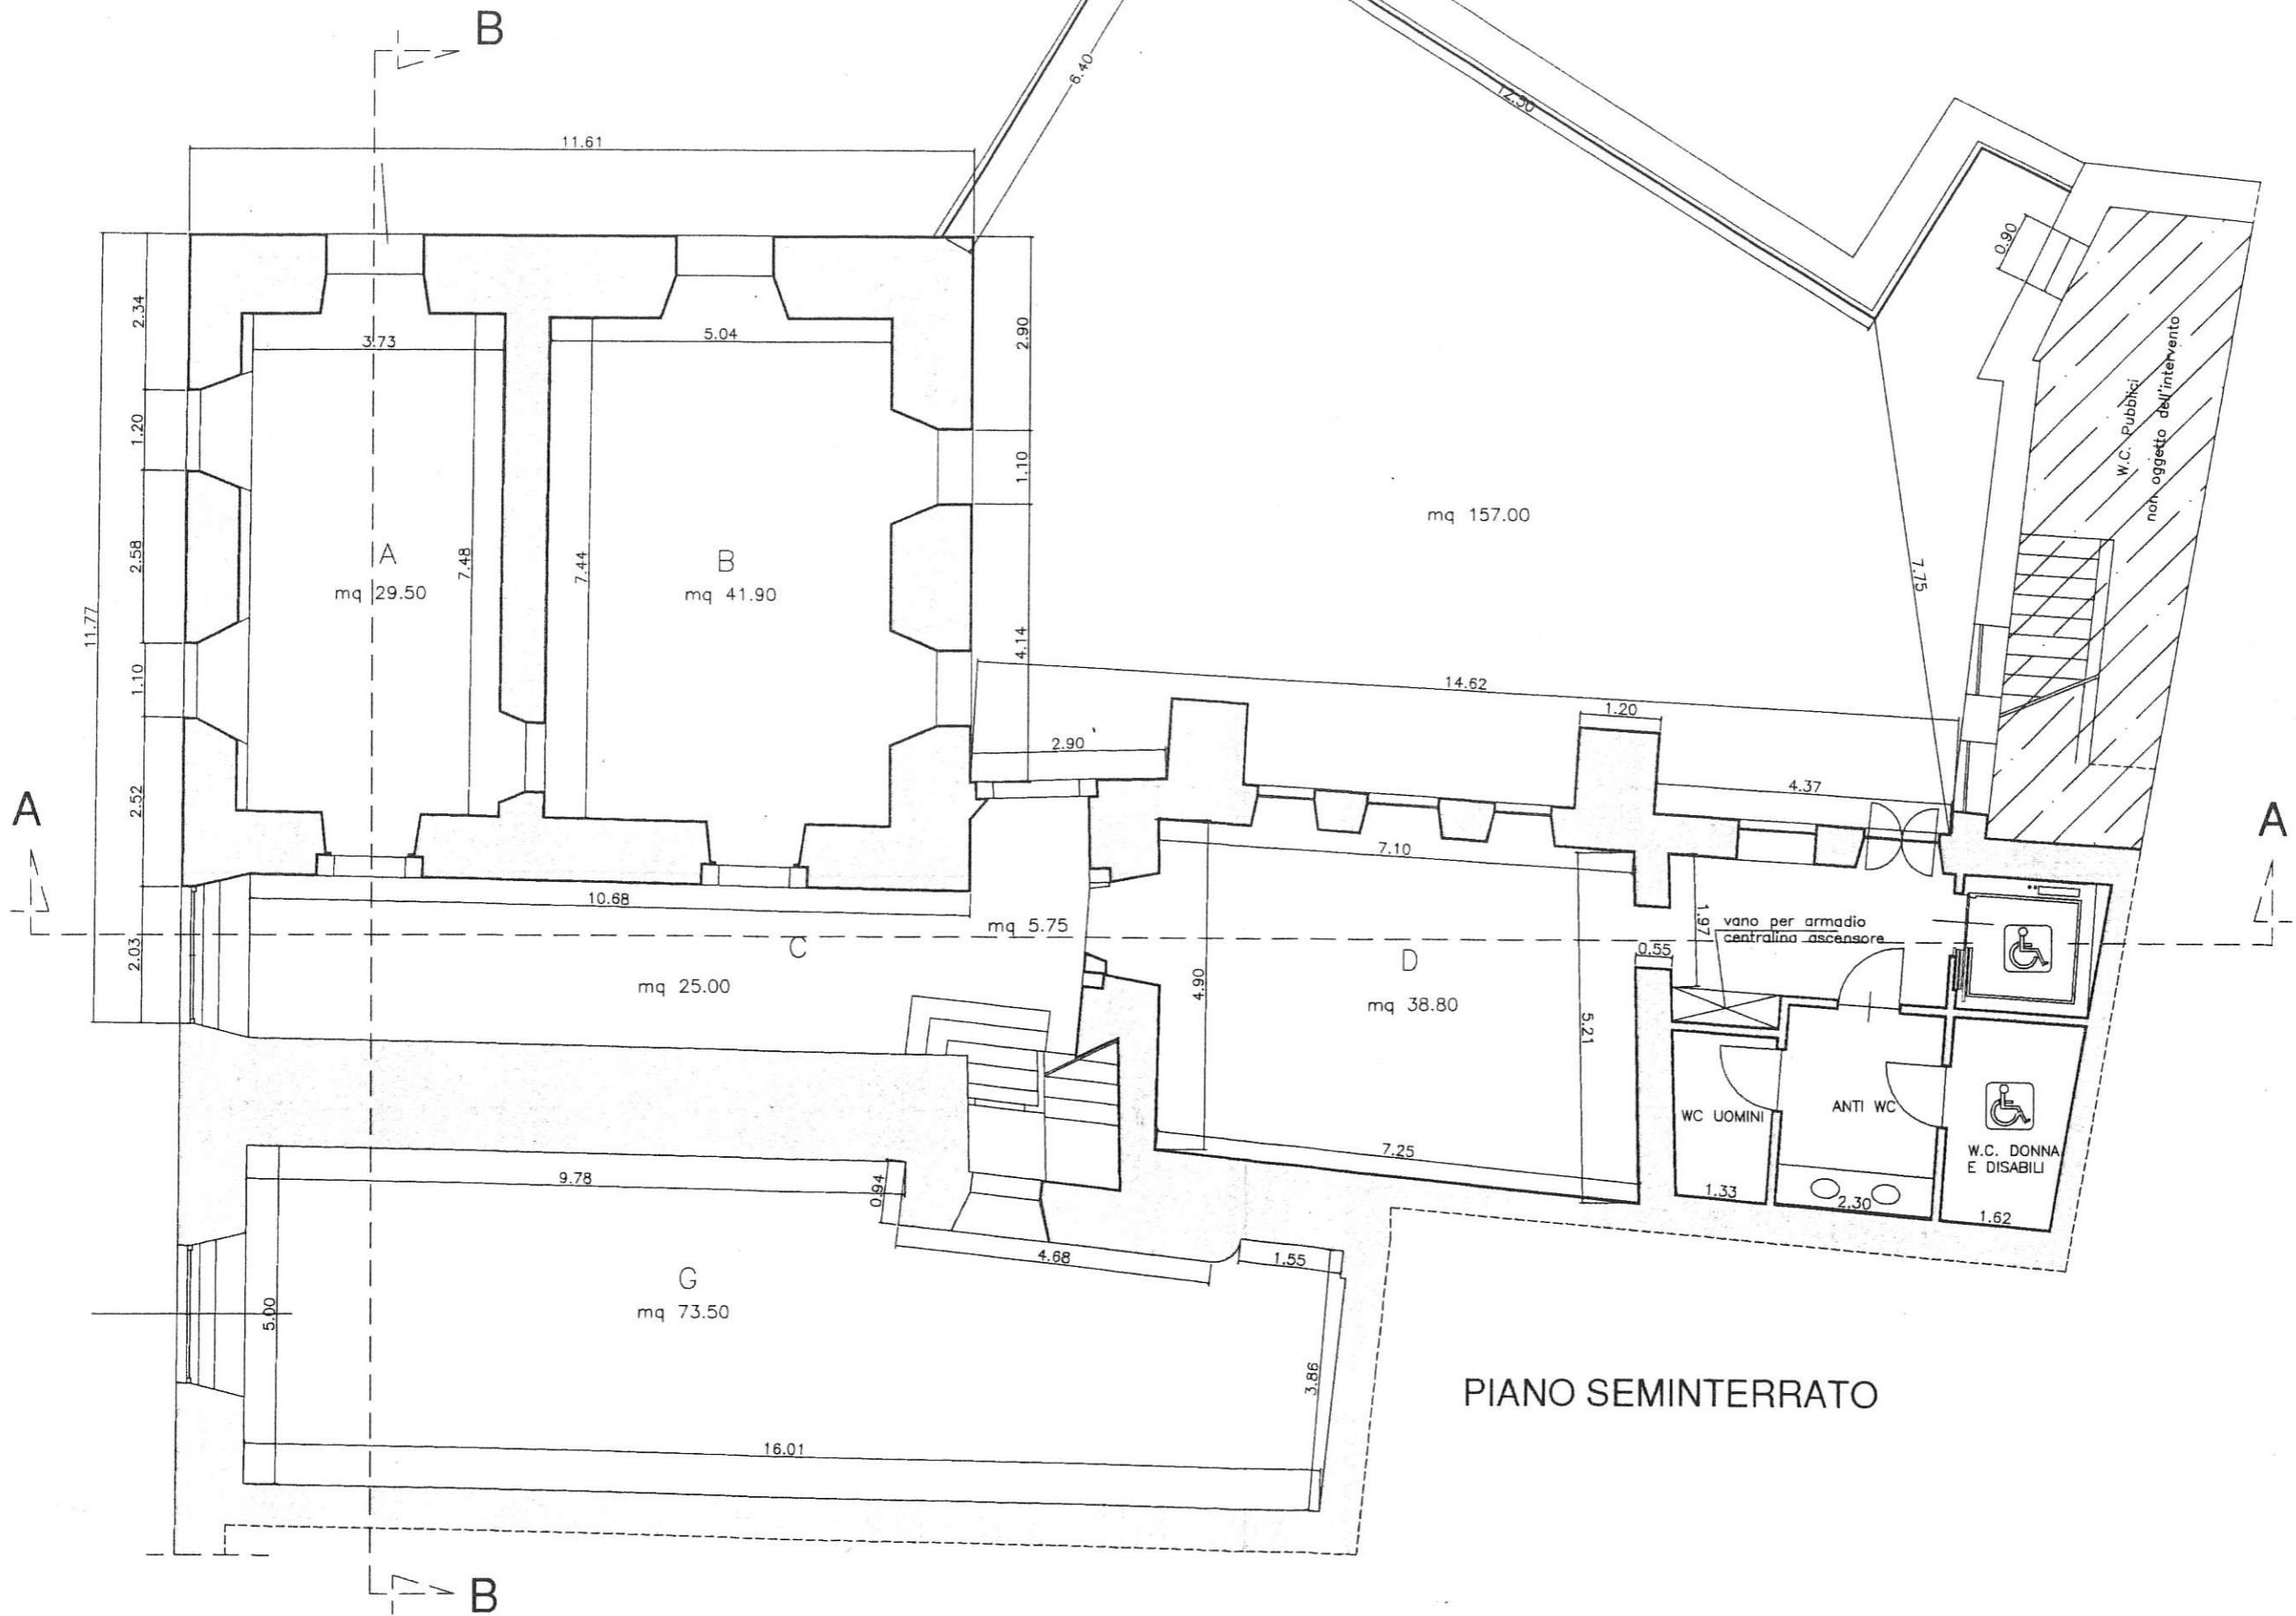 B
6.40
12.50
11.61
0.90
2.34
3.73
5.04
2.90
1.20
1.10
W.C. Pubblici
non oggetto dell'intervento
mq 157.00
A
mq 29.50
7.48
7.44
B
mq 41.90
2.58
11.77
7.75
4.14
1.10
14.62
1.20
2.90
4.37
2.52
A
A
7.10
10.68
mq 5.75
C
2.03
mq 25.00
1.97
vano per armadio
centralina ascensore
0.55
4.90
D
mq 38.80
5.21
WC UOMINI
ANTI WC
W.C. DONNA
E DISABILI
7.25
9.78
0.94
1.33
2.30
1.62
4.68
1.55
G
mq 73.50
5.00
3.86
PIANO SEMINTERRATO
16.01
B